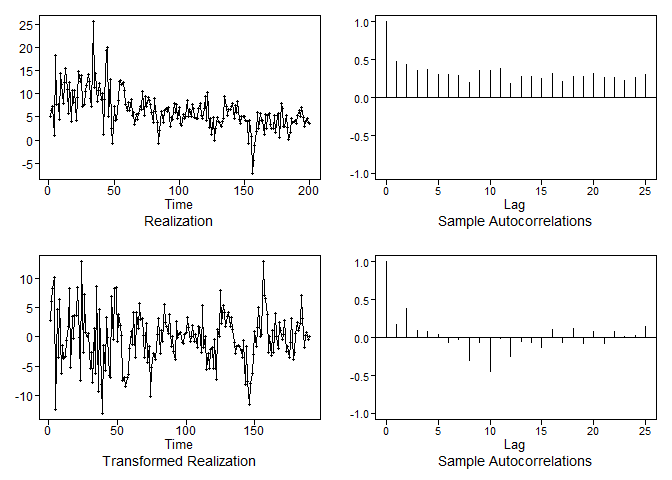 25
20
15
10
5
0
-5
0 50 100 150 200
Time
Realization
1.0
0.5
0.0
-0.5
-1.0
0 5 10 15 20 25
Lag
Sample Autocorrelations
10
5
0
-5
-10
0 50 100 150
Time
Transformed Realization
1.0
0.5
0.0
-0.5
-1.0
0 5 10 15 20 25
Lag
Sample Autocorrelations